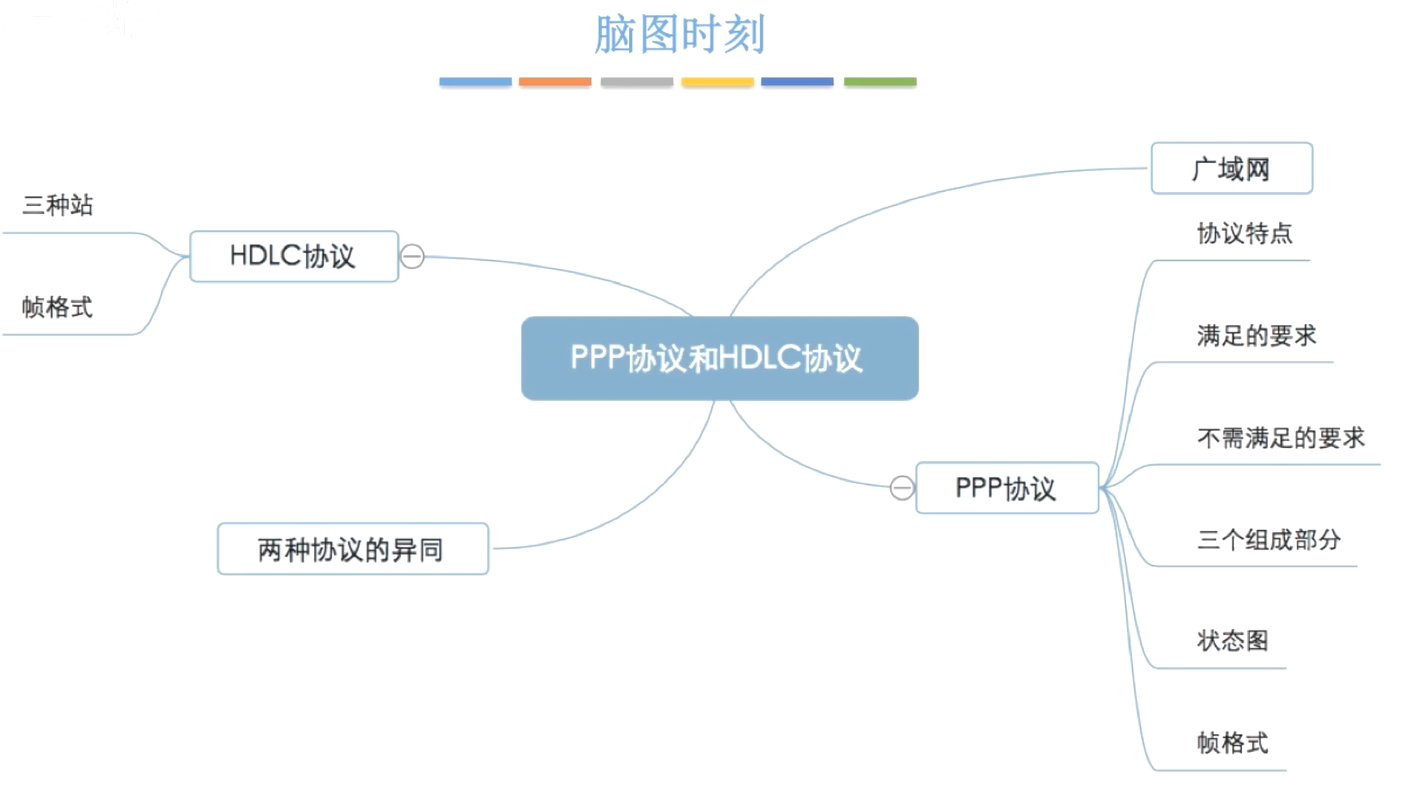 脑图时刻
广域网
三种站
协议特点
HDLC协议
帧格式
满足的要求
PPP协议和HDLC协议
不需满足的要求
PPP协议
三个组成部分
两种协议的异同
状态图
帧格式